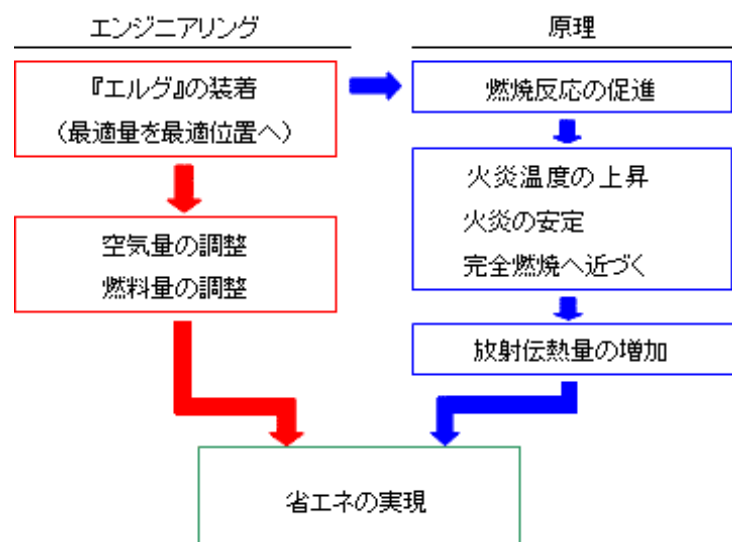 エンジニアリング
『エルグ』の装着
（最適量を最適位置へ）
空気量の調整
燃料量の調整
原理
燃焼反応の促進
火炎温度の上昇
火炎の安定
完全燃焼へ近づく
放射伝熱量の増加
省エネの実現